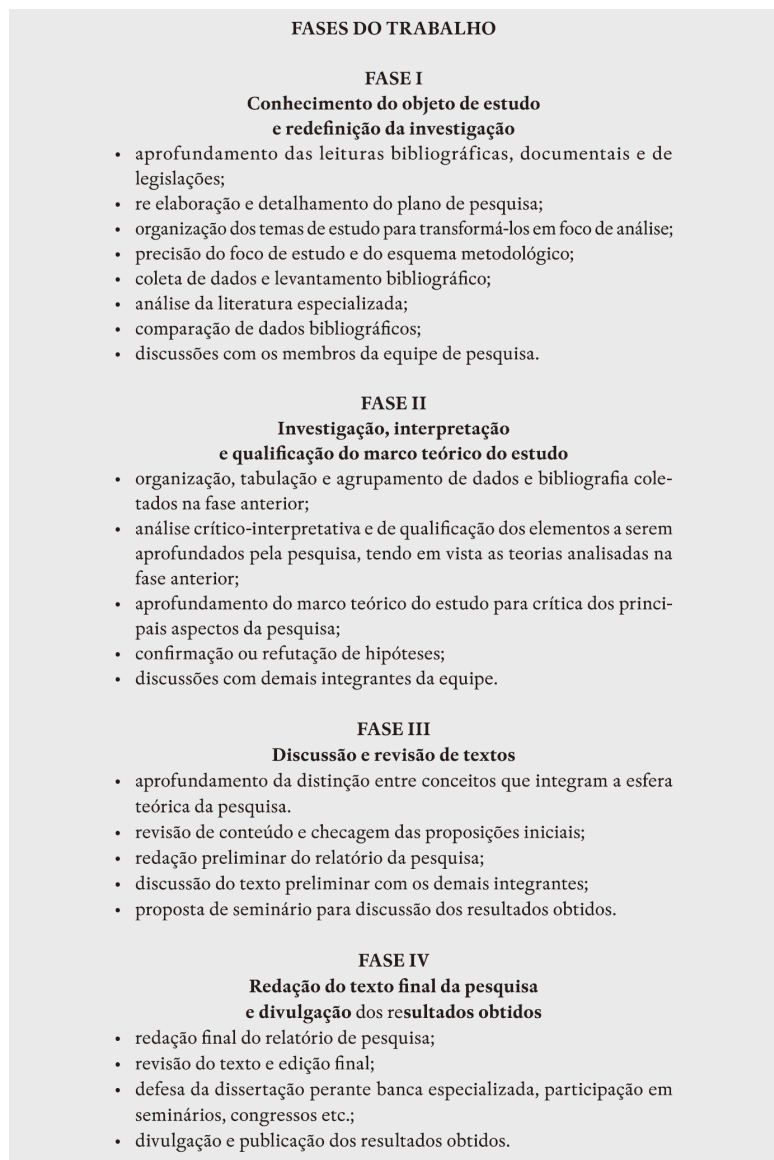 FASES DO TRABALHO
FASE I
Conhecimento do objeto de estudo
e redefinição da investigação
• aprofundamento das leituras bibliográficas, documentais e de
legislações;
• re elaboração e detalhamento do plano de pesquisa;
• organização dos temas de estudo para transformá-los em foco de análise;
• precisão do foco de estudo e do esquema metodológico;
• coleta de dados e levantamento bibliográfico;
• análise da literatura especializada;
• comparação de dados bibliográficos;
• discussões com os membros da equipe de pesquisa.
FASE II
Investigação, interpretação
e qualificação do marco teórico do estudo
• organização, tabulação e agrupamento de dados e bibliografia cole-
tados na fase anterior;
• análise crítico-interpretativa e de qualificação dos elementos a serem
aprofundados pela pesquisa, tendo em vista as teorias analisadas na
fase anterior;
• aprofundamento do marco teórico do estudo para crítica dos princi-
pais aspectos da pesquisa;
• confirmação ou refutação de hipóteses;
• discussões com demais integrantes da equipe.
FASE III
Discussão e revisão de textos
• aprofundamento da distinção entre conceitos que integram a esfera
teórica da pesquisa.
• revisão de conteúdo e checagem das proposições iniciais;
• redação preliminar do relatório da pesquisa;
• discussão do texto preliminar com os demais integrantes;
• proposta de seminário para discussão dos resultados obtidos.
FASE IV
Redação do texto final da pesquisa
e divulgação dos resultados obtidos
• redação final do relatório de pesquisa;
• revisão do texto e edição final;
• defesa da dissertação perante banca especializada, participação em
seminários, congressos etc.;
• divulgação e publicação dos resultados obtidos.